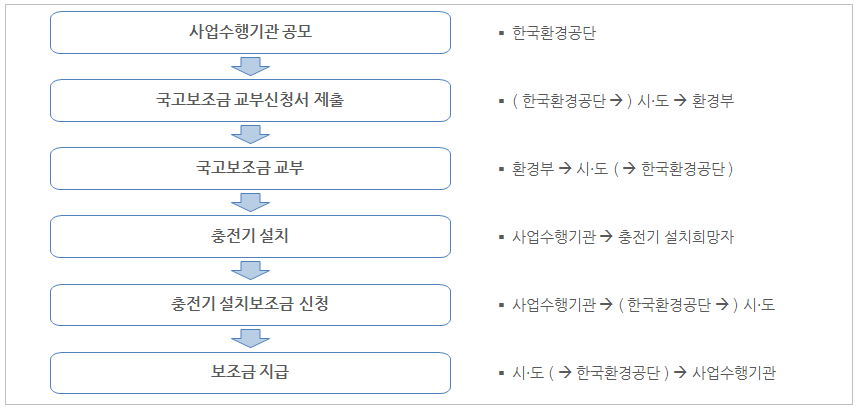 사업수행기관 공모
▪ 한국환경공단
국고보조금 교부신청서 제출
▪ ( 한국환경공단 → ) 시·도 → 환경부
국고보조금 교부
▪ 환경부 → 시·도 ( → 한국환경공단 )
충전기 설치
▪ 사업수행기관 → 충전기 설치희망자
충전기 설치보조금 신청
▪ 사업수행기관 → ( 한국환경공단 → ) 시·도
보조금 지급
▪ 시·도 ( → 한국환경공단 ) → 사업수행기관